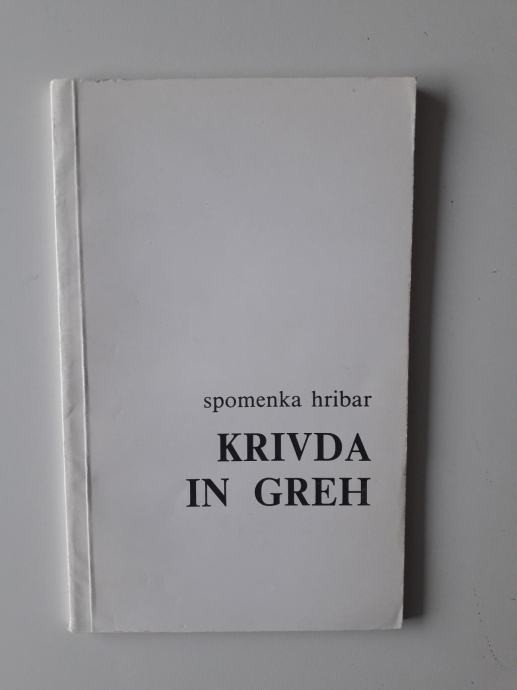 spomenka hribar
KRIVDA
IN GREH